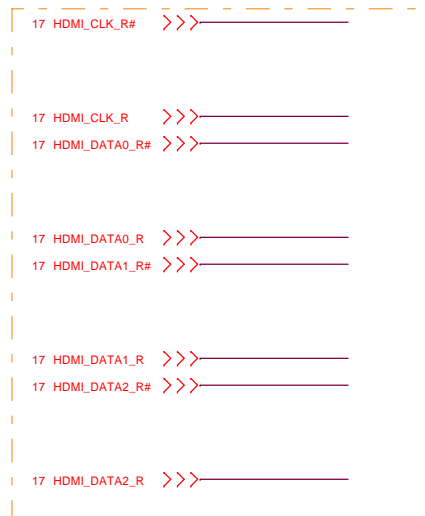 17 HDMI_CLK_R#
17 HDMI_CLK_R
17 HDMI_DATA0_R#
17 HDMI_DATA0_R
17 HDMI_DATA1_R#
17 HDMI_DATA1_R
17 HDMI_DATA2_R#
17 HDMI_DATA2_R